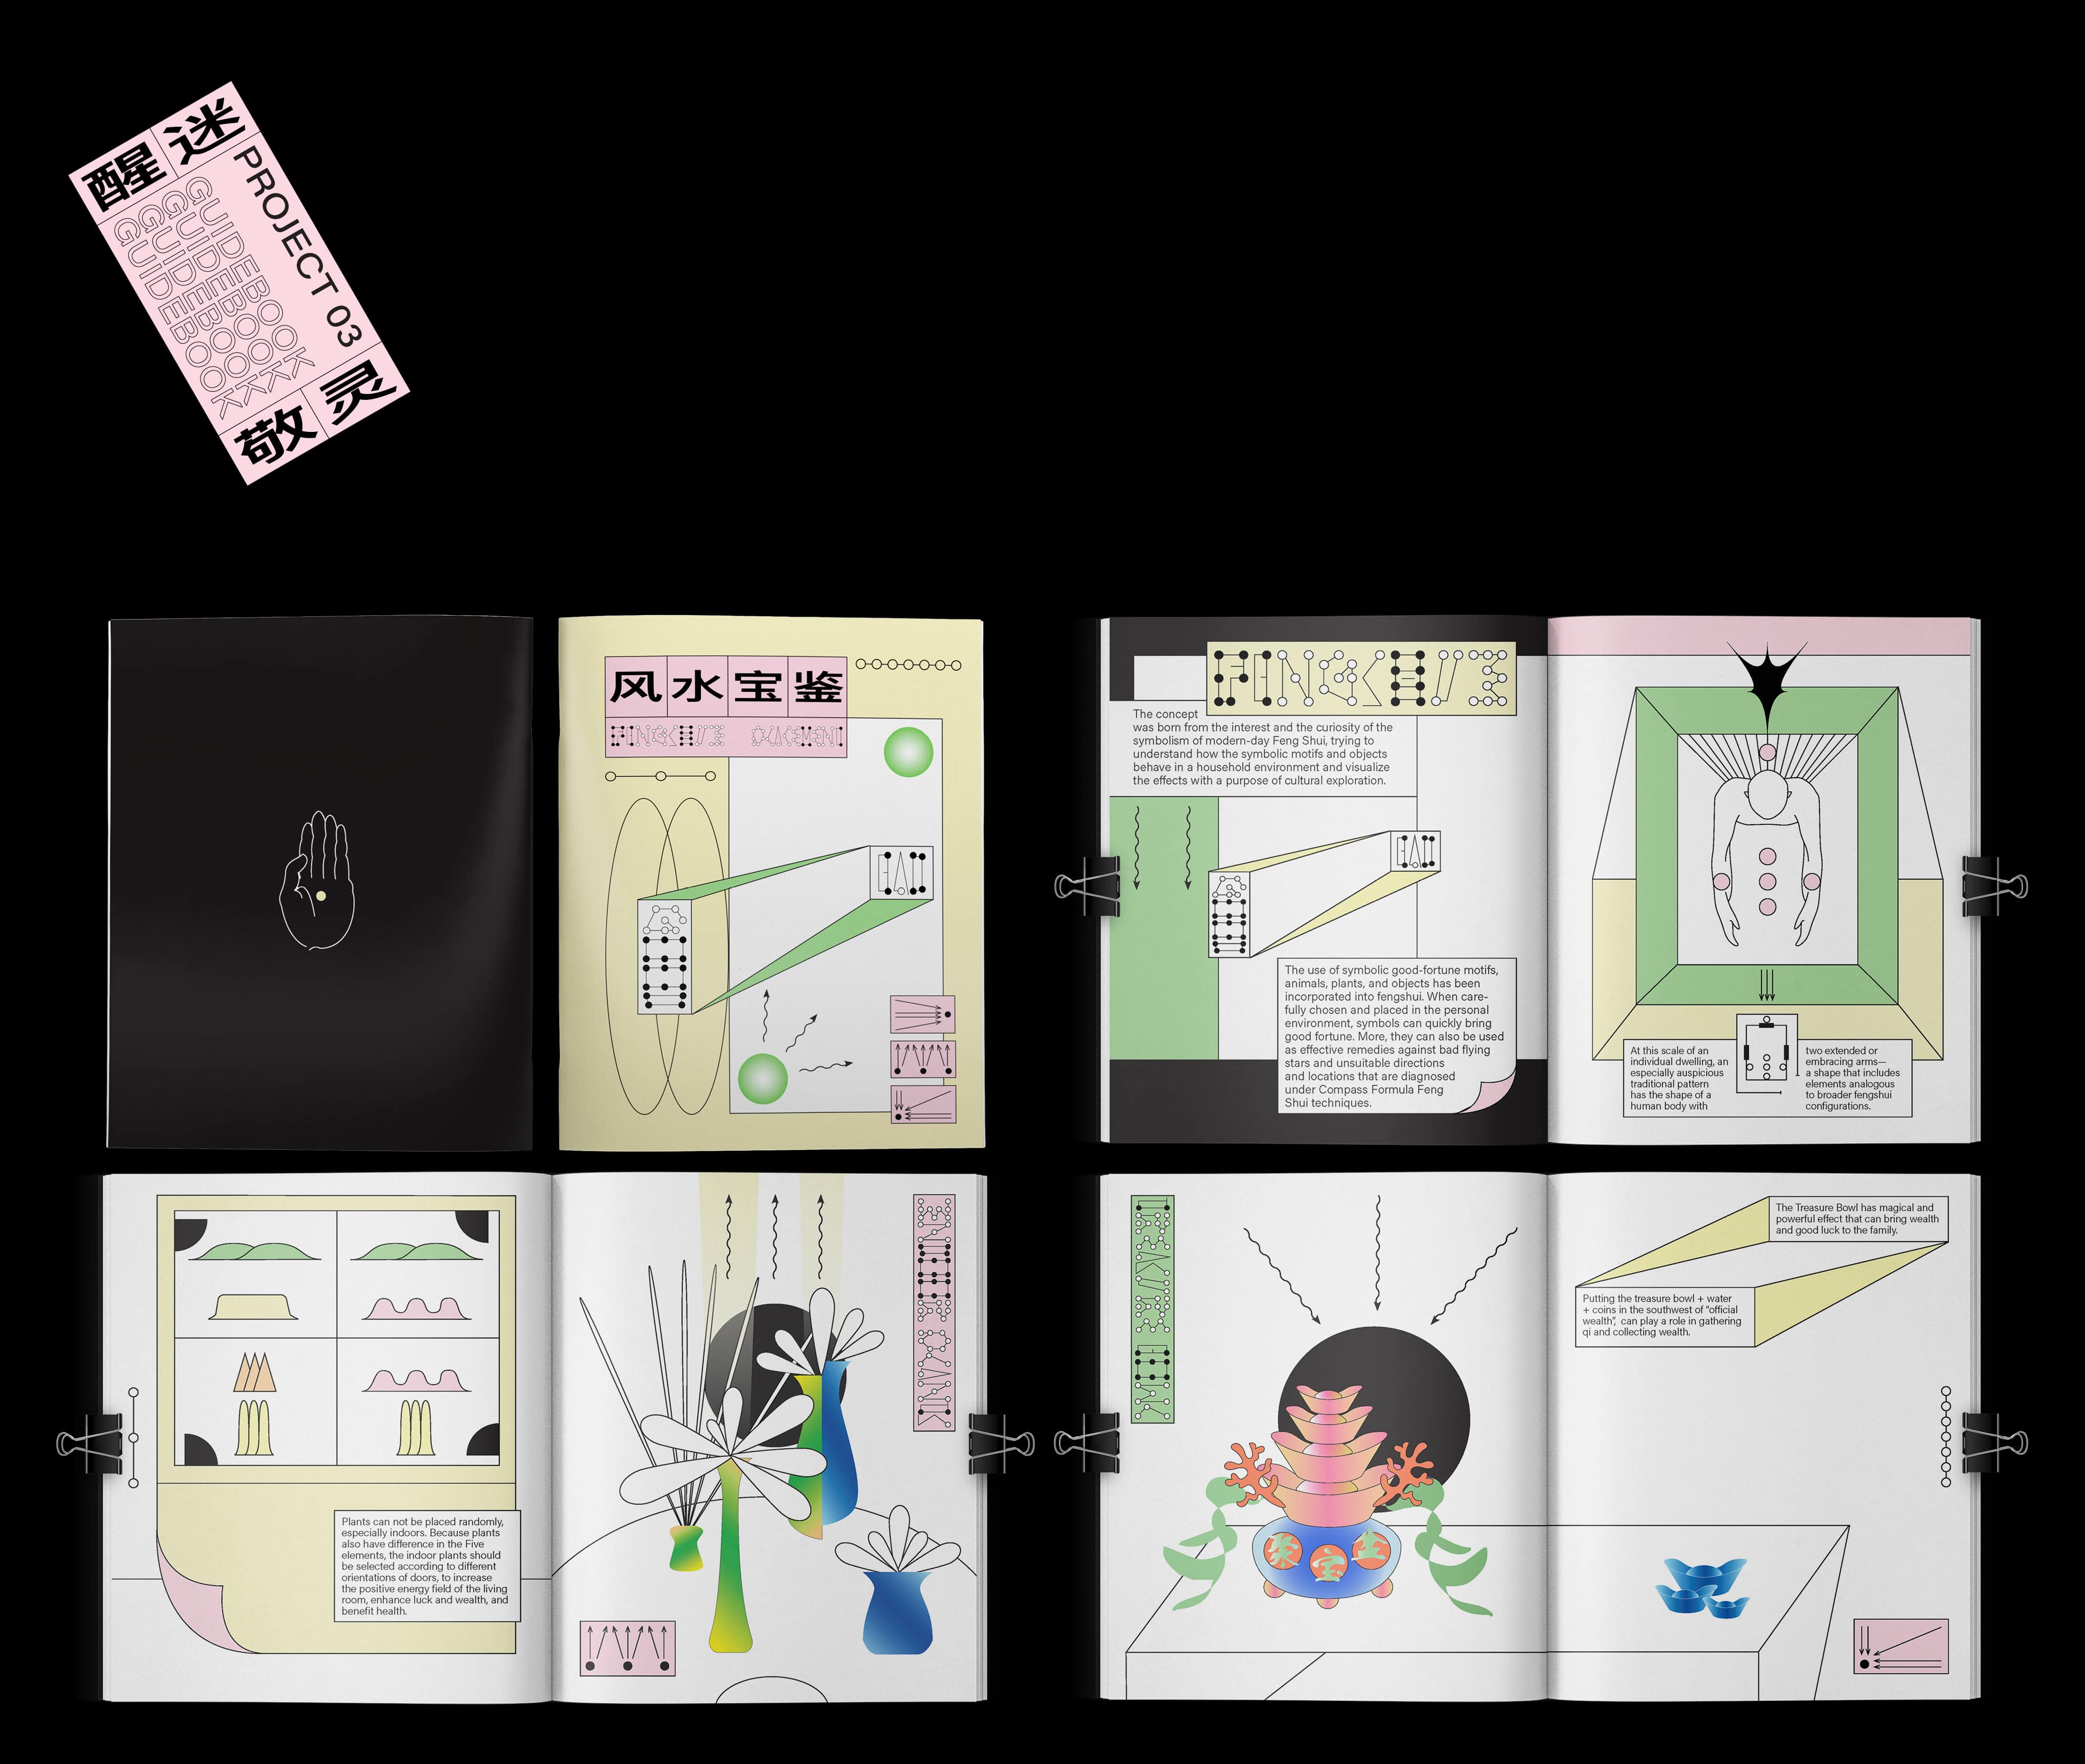 醒迷
PROJECT 03
GUIDEBOOK
GUIDEBOOK
GUIDEBOOK
GUIDEBOOK
敬灵
风水宝鉴
The concept
was born from the interest and the curiosity of the
symbolism of modern-day Feng Shui, trying to
understand how the symbolic motifs and objects
behave in a household environment and visualize
the effects with a purpose of cultural exploration.
The use of symbolic good-fortune motifs,
animals, plants, and objects has been
incorporated into fengshui. When care-
fully chosen and placed in the personal
environment, symbols can quickly bring
good fortune. More, they can also be used
as effective remedies against bad flying
stars and unsuitable directions
and locations that are diagnosed
under Compass Formula Feng
Shui techniques.
At this scale of an
individual dwelling, an
especially auspicious
traditional pattern
has the shape of a
human body with
two extended or
embracing arms—
a shape that includes
elements analogous
to broader fengshui
configurations.
Plants can not be placed randomly,
especially indoors. Because plants
also have difference in the Five
elements, the indoor plants should
be selected according to different
orientations of doors, to increase
the positive energy field of the living
room, enhance luck and wealth, and
benefit health.
The Treasure Bowl has magical and
powerful effect that can bring wealth
and good luck to the family.
Putting the treasure bowl + water
+ coins in the southwest of "official
wealth", can play a role in gathering
qi and collecting wealth.